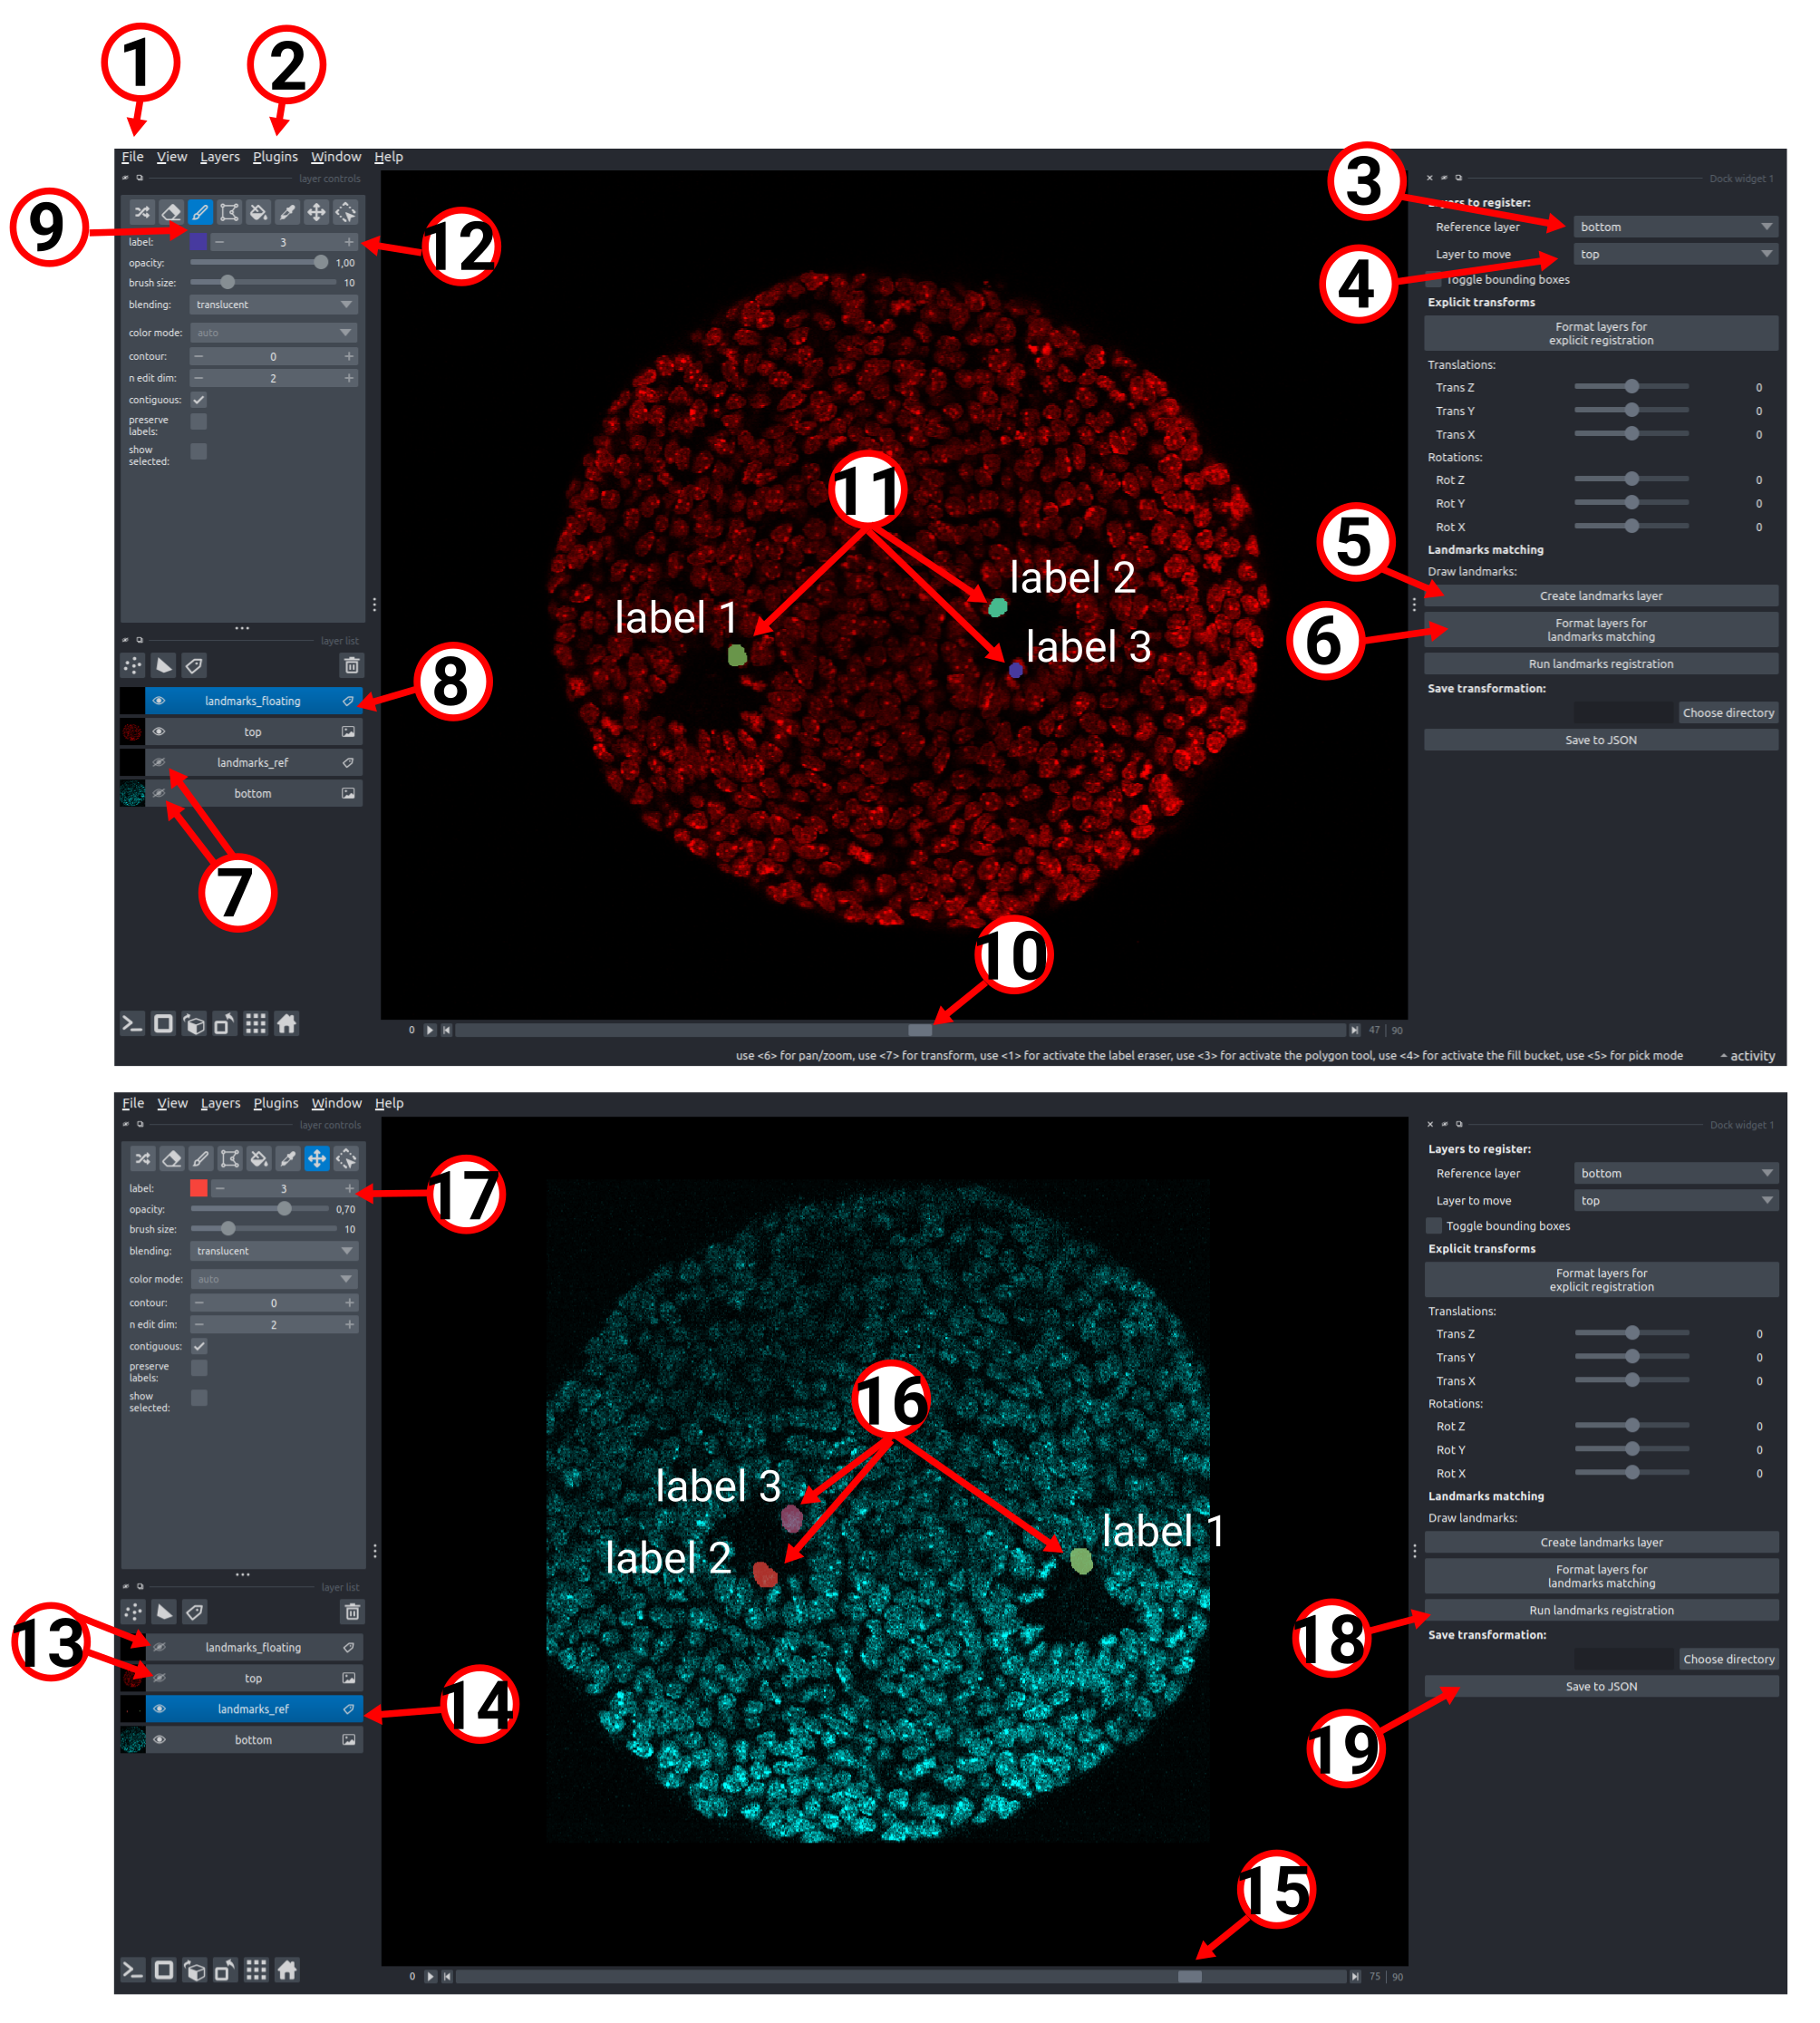 1
2
File View Layers Plugins Window Help
layer controls
Dock widget 1
3
Layers to register:
9
12
Reference layer bottom
label: 3
4
Layer to move top
opacity: 1,00
Toggle bounding boxes
brush size: 10
Explicit transforms
blending: translucent
Format layers for
explicit registration
color mode: auto
contour: 0
Translations:
n edit dim: 2
Trans Z 0
contiguous:
Trans Y 0
preserve
labels:
Trans X 0
show
selected:
Rotations:
11
Rot Z 0
Rot Y 0
Rot X 0
5
Landmarks matching
label 2
Draw landmarks:
label 1
Create landmarks layer
6
label 3
Format layers for
landmarks matching
layer list
Run landmarks registration
8
Save transformation:
landmarks_floating
Choose directory
top
Save to JSON
landmarks_ref
bottom
7
10
0 47 | 90
use <6> for pan/zoom, use <7> for transform, use <1> for activate the label eraser, use <3> for activate the polygon tool, use <4> for activate the fill bucket, use <5> for pick mode
activity
File View Layers Plugins Window Help
layer controls
Dock widget 1
Layers to register:
17
Reference layer bottom
label: 3
Layer to move top
opacity: 0,70
Toggle bounding boxes
brush size: 10
Explicit transforms
blending: translucent
Format layers for
explicit registration
color mode: auto
contour: 0
Translations:
n edit dim: 2
Trans Z 0
contiguous:
Trans Y 0
preserve
labels:
Trans X 0
show
selected:
Rotations:
16
Rot Z 0
Rot Y 0
Rot X 0
label 3
Landmarks matching
Draw landmarks:
label 1
Create landmarks layer
label 2
Format layers for
landmarks matching
layer list
Run landmarks registration
18
13
Save transformation:
landmarks_floating
Choose directory
top
Save to JSON
14
landmarks_ref
bottom
19
15
0 75 | 90